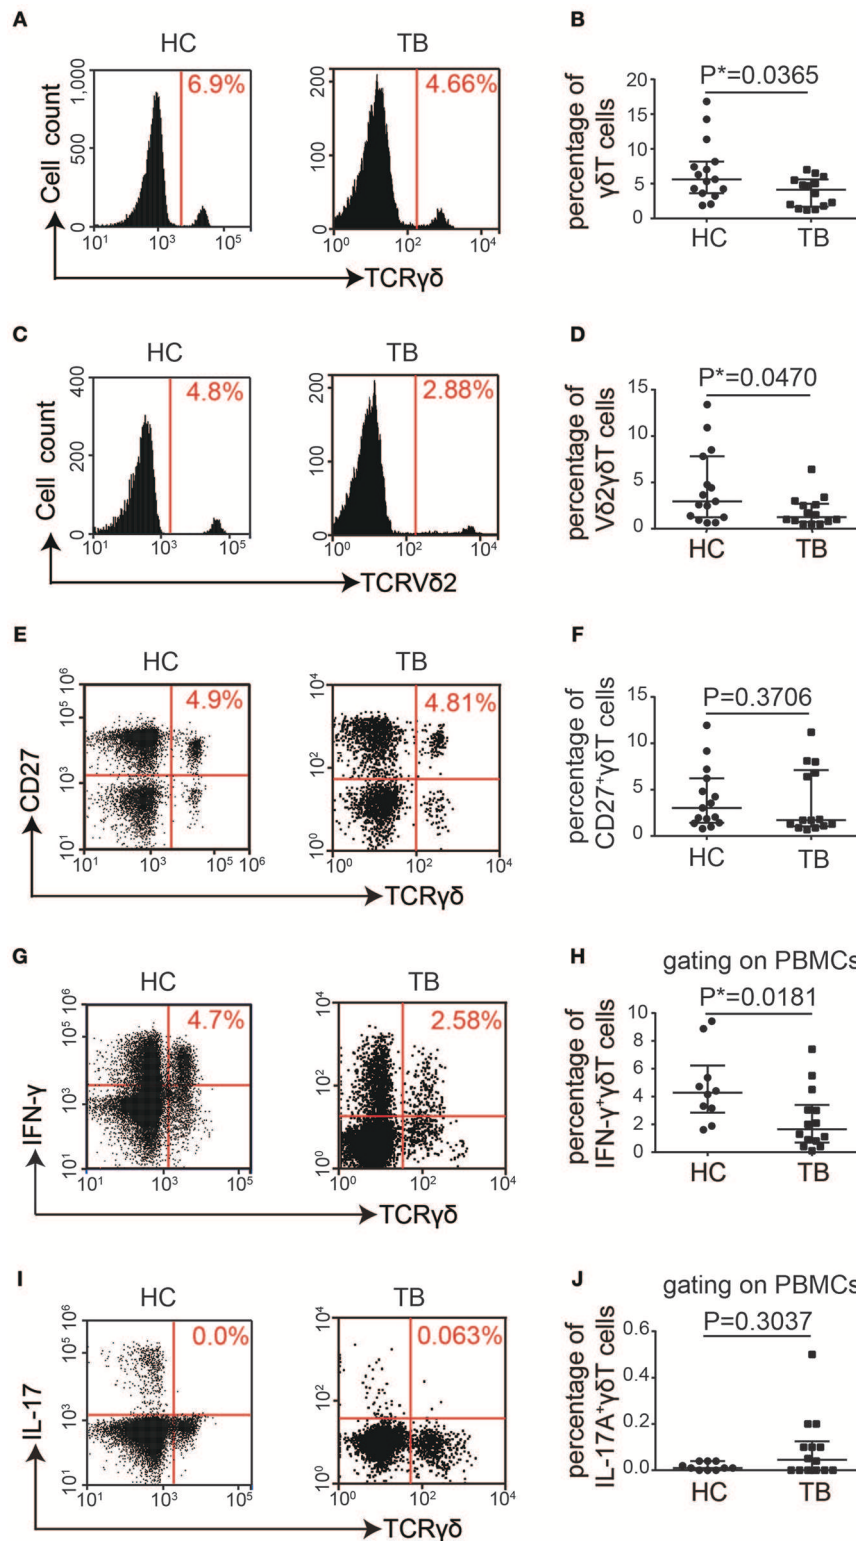 A
HC
TB
B
P*=0.0365
1,000
500
0
6.9%
200
100
0
4.66%
20
15
10
5
0
Cell count
percentage of
γδT cells
10¹ 10³ 10⁵
10⁰ 10² 10⁴
HC TB
TCRγδ
C
HC
TB
D
P*=0.0470
400
200
0
4.8%
200
100
0
2.88%
15
10
5
0
Cell count
percentage of
Vδ2γδT cells
10¹ 10³ 10⁵
10⁰ 10² 10⁴
HC TB
TCRVδ2
E
HC
TB
F
P=0.3706
10⁶
10⁵
10³
10¹
4.9%
10⁴
10²
10⁰
4.81%
15
10
5
0
CD27
percentage of
CD27⁺γδT cells
10¹ 10³ 10⁵ 10⁶
10⁰ 10² 10⁴
HC TB
TCRγδ
G
HC
TB
H
gating on PBMCs
P*=0.0181
10⁶
10⁵
10³
10¹
4.7%
10⁴
10²
10⁰
2.58%
10
8
6
4
2
0
IFN-γ
percentage of
IFN-γ⁺γδT cells
10¹ 10³ 10⁵
10⁰ 10² 10⁴
HC TB
TCRγδ
I
HC
TB
J
gating on PBMCs
P=0.3037
10⁶
10⁵
10³
10¹
0.0%
10⁴
10²
10⁰
0.063%
0.6
0.4
0.2
0.0
IL-17
percentage of
IL-17A⁺γδT cells
10¹ 10³ 10⁵
10⁰ 10² 10⁴
HC TB
TCRγδ